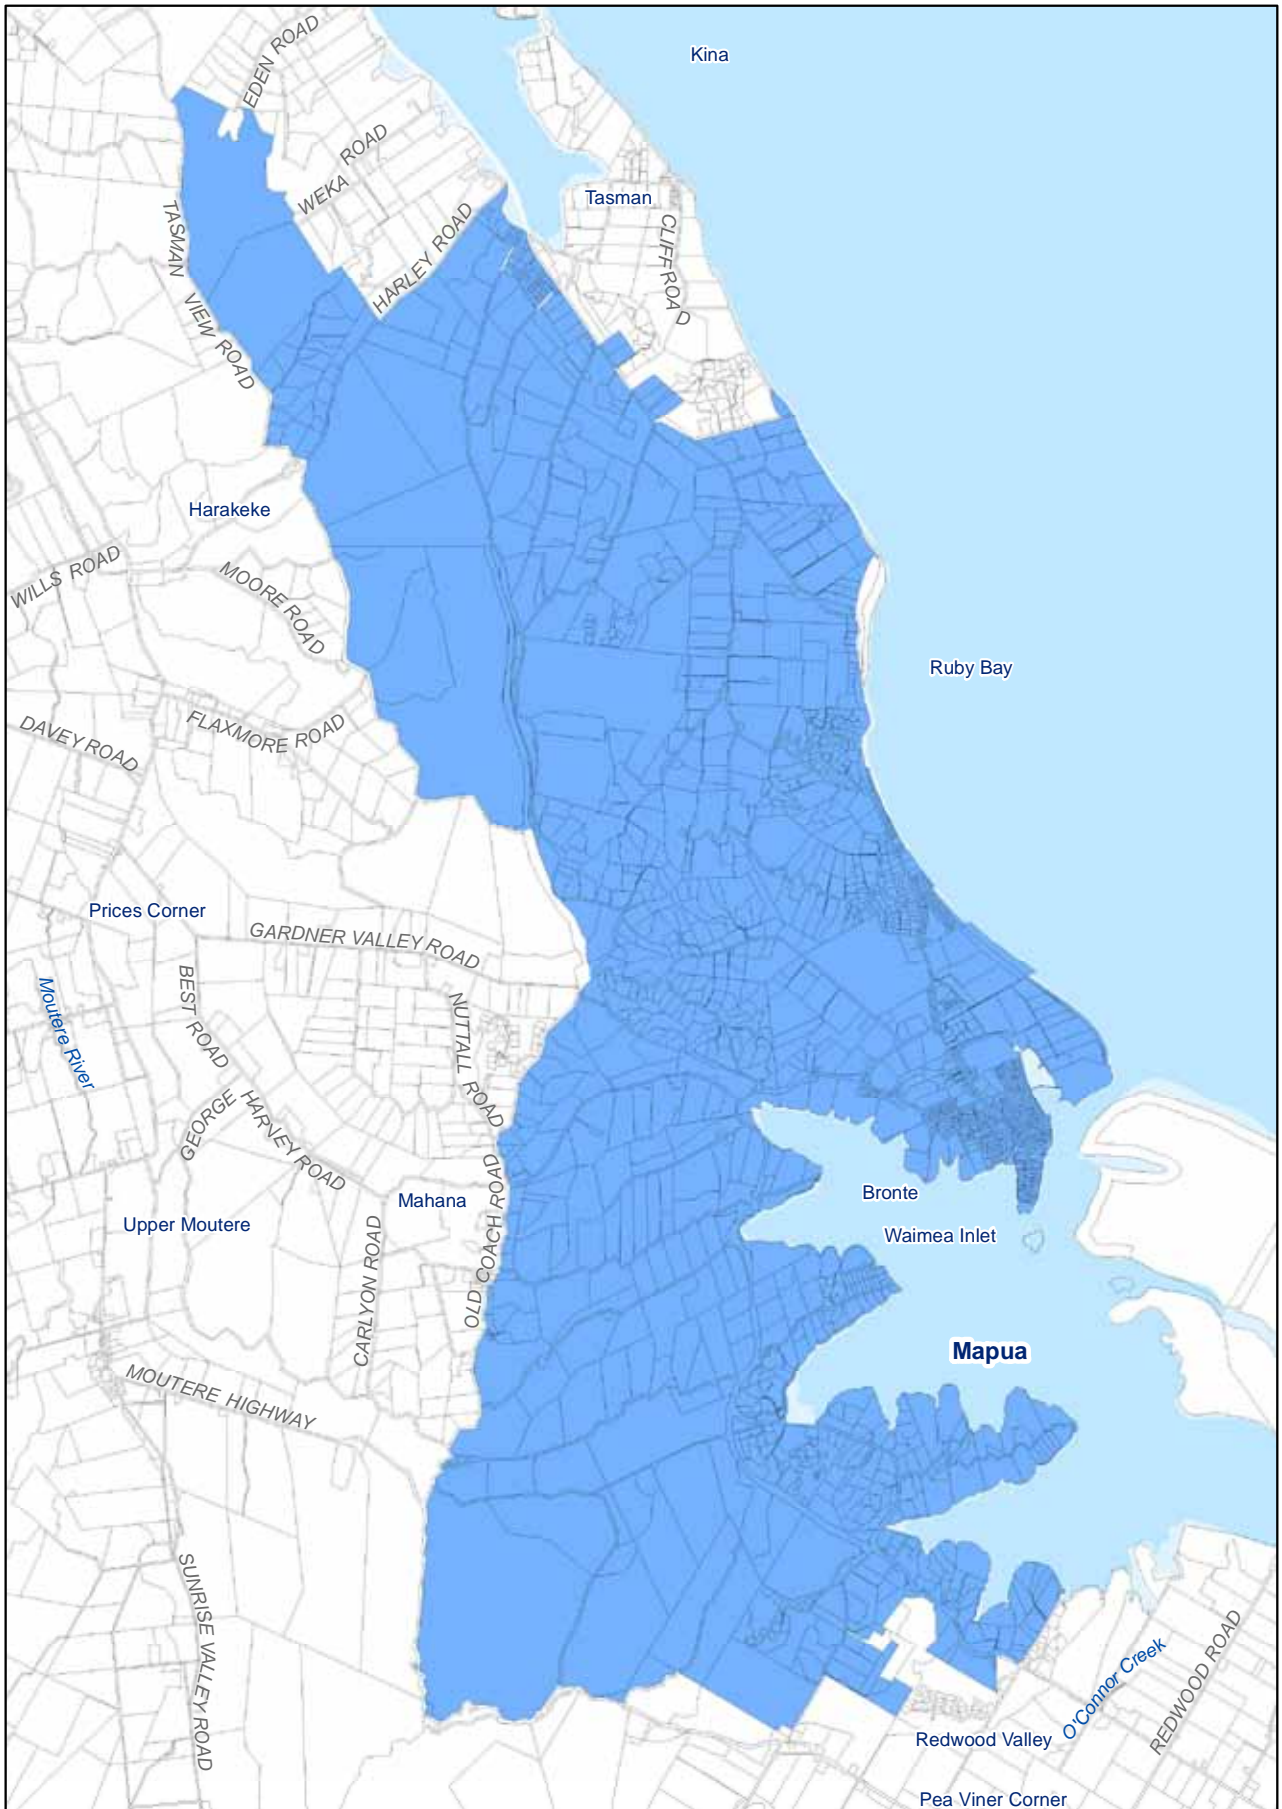 EDEN ROAD
Kina
WEKA ROAD
Tasman
TASMAN VIEW ROAD
HARLEY ROAD
CLIFF ROAD
Harakeke
WILLS ROAD
MOORE ROAD
Ruby Bay
FLAXMORE ROAD
DAVEY ROAD
Prices Corner
GARDNER VALLEY ROAD
Moutere River
BEST ROAD
NUTTALL ROAD
GEORGE HARVEY ROAD
Mahana
Bronte
Upper Moutere
Waimea Inlet
CARLYON ROAD
OLD COACH ROAD
Mapua
MOUTERE HIGHWAY
SUNRISE VALLEY ROAD
O'Connor Creek
REDWOOD ROAD
Redwood Valley
Pea Viner Corner